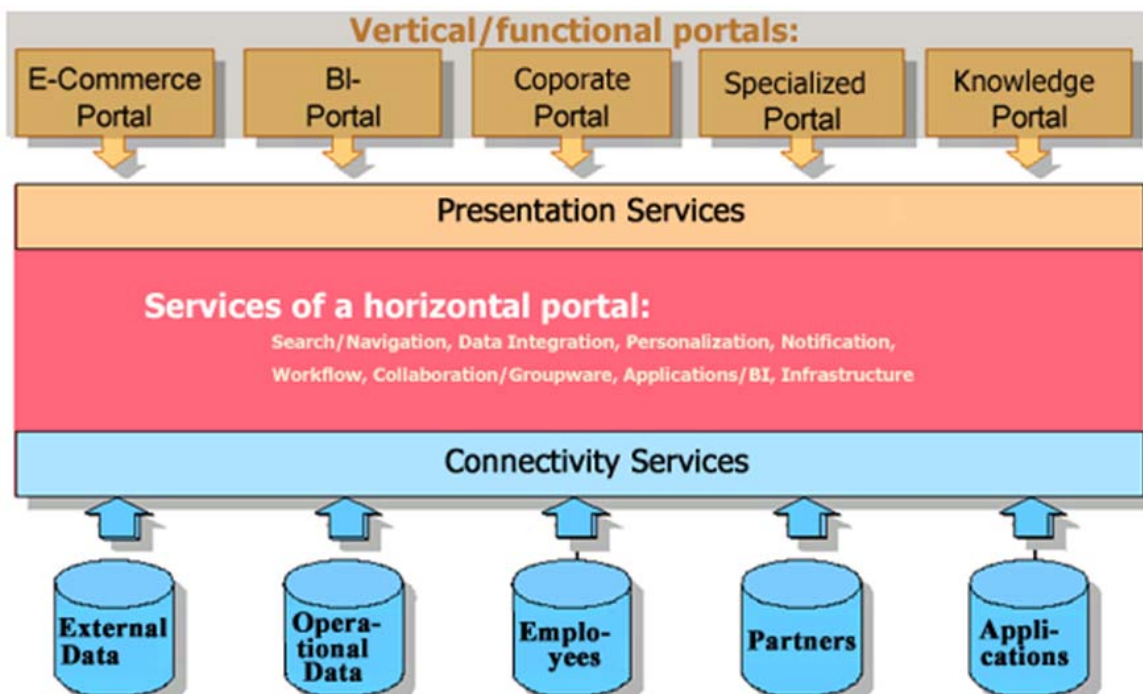 Vertical/functional portals:
E-Commerce
Portal
BI-
Portal
Coporate
Portal
Specialized
Portal
Knowledge
Portal
Presentation Services
Services of a horizontal portal:
Search/Navigation, Data Integration, Personalization, Notification,
Workflow, Collaboration/Groupware, Applications/BI, Infrastructure
Connectivity Services
External
Data
Opera-
tional
Data
Emplo-
yees
Partners
Appli-
cations